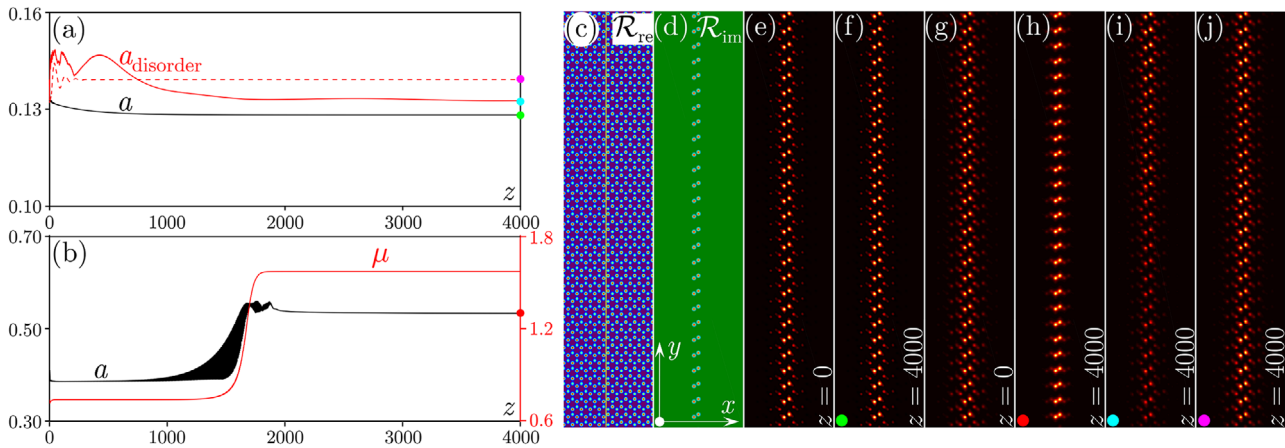 (a)
0.16
0.13
0.10
a_disorder
a
z
0 1000 2000 3000 4000
(b)
0.70
0.50
0.30
1.8
1.2
0.6
μ
a
z
0 1000 2000 3000 4000
(c) ℛ_re
(d) ℛ_im
y
x
(e)
z = 0
(f)
z = 4000
(g)
z = 0
(h)
z = 4000
(i)
z = 4000
(j)
z = 4000